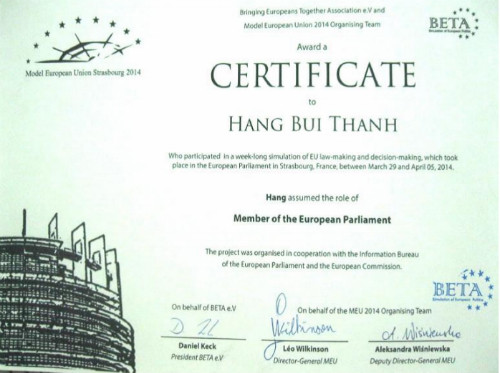 Bringing Europeans Together Association e.V and
Model European Union 2014 Organising Team
BETA
Model European Union Strasbourg 2014
Award a
CERTIFICATE
to
HANG BUI THANH
Who participated in a week-long simulation of EU law-making and decision-making, which took
place in the European Parliament in Strasbourg, France, between March 29 and April 05, 2014.
Hang assumed the role of
Member of the European Parliament
The project was organised in cooperation with the Information Bureau
of the European Parliament and the European Commission.
BETA
On behalf of BETA e.V
On behalf of the MEU 2014 Organising Team
Wilkinson
A. Wiśniewska
Daniel Keck
Léo Wilkinson
Aleksandra Wiśniewska
President BETA e.V
Director-General MEU
Deputy Director-General MEU